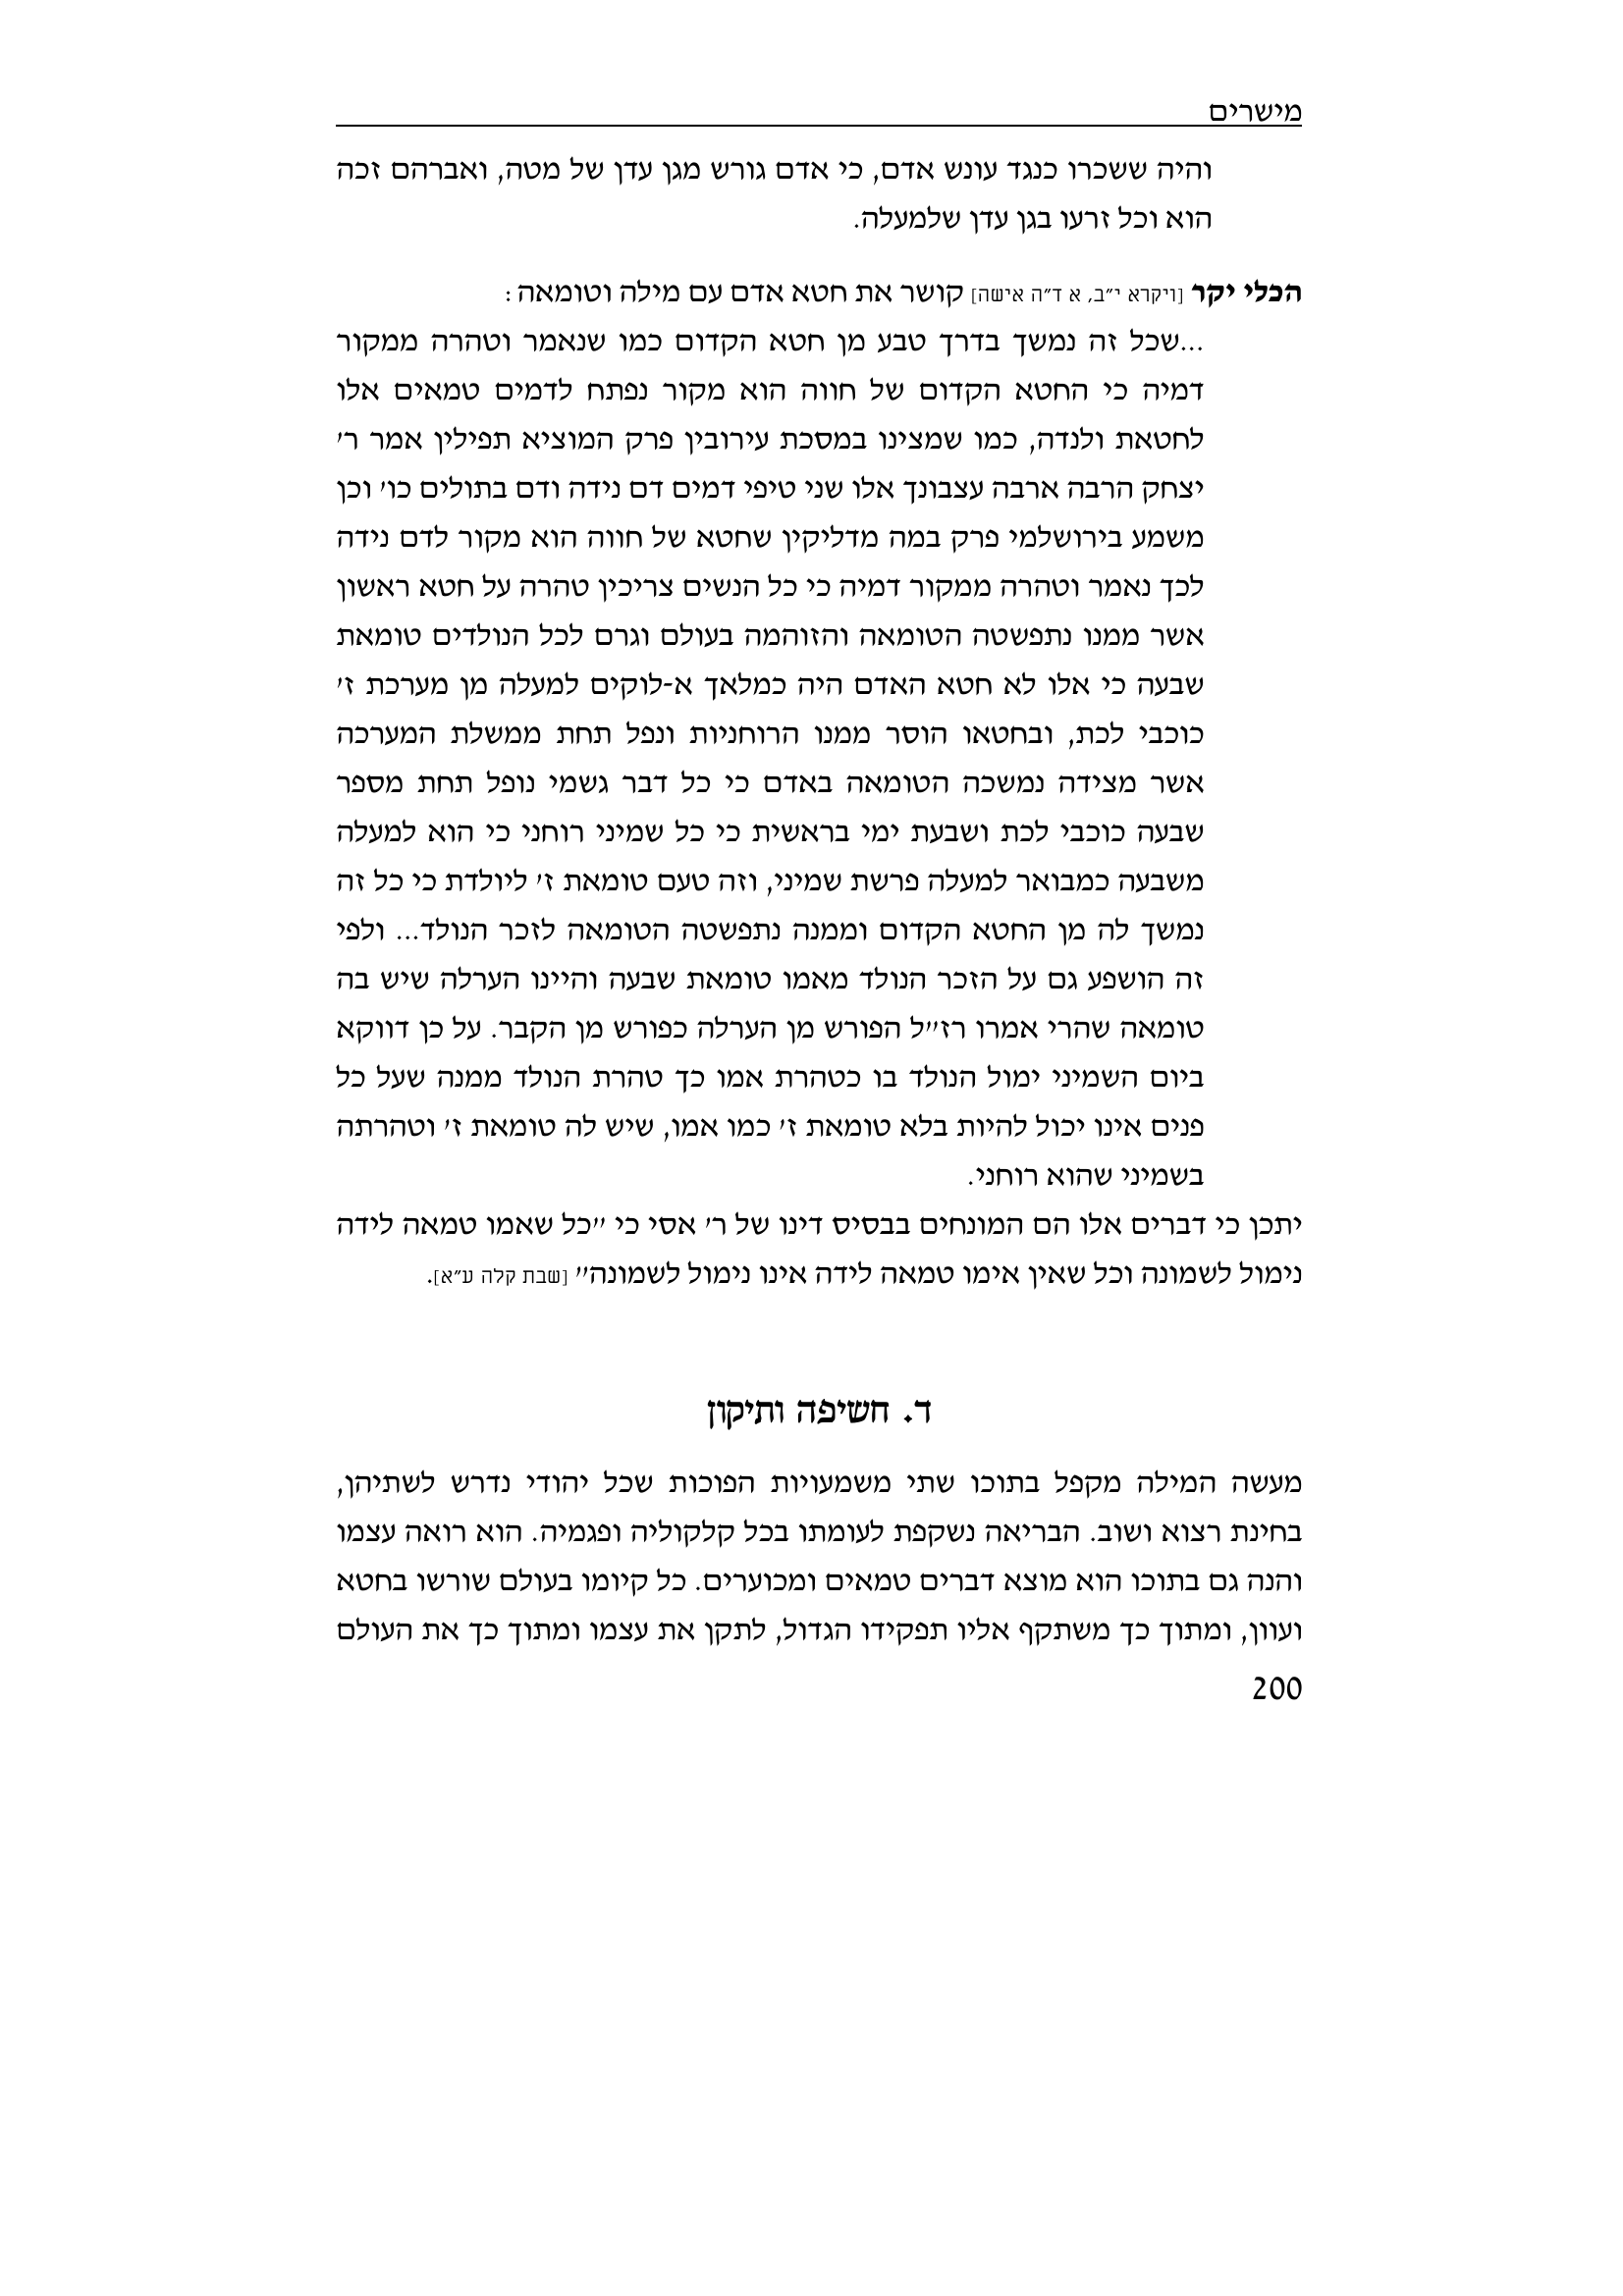 מישרים
והיה ששכרו כנגד עונש אדם, כי אדם גורש מגן עדן של מטה, ואברהם זכה
הוא וכל זרעו בגן עדן שלמעלה.
הכלי יקר [ויקרא י״ב, א ד״ה אישה] קושר את חטא אדם עם מילה וטומאה:
...שכל זה נמשך בדרך טבע מן חטא הקדום כמו שנאמר וטהרה ממקור
דמיה כי החטא הקדום של חווה הוא מקור נפתח לדמים טמאים אלו
לחטאת ולנדה, כמו שמצינו במסכת עירובין פרק המוציא תפילין אמר ר׳
יצחק הרבה ארבה עצבונך אלו שני טיפי דמים דם נידה ודם בתולים כו׳ וכן
משמע בירושלמי פרק במה מדליקין שחטא של חווה הוא מקור לדם נידה
לכך נאמר וטהרה ממקור דמיה כי כל הנשים צריכין טהרה על חטא ראשון
אשר ממנו נתפשטה הטומאה והזוהמה בעולם וגרם לכל הנולדים טומאת
שבעה כי אלו לא חטא האדם היה כמלאך א-לוקים למעלה מן מערכת ז׳
כוכבי לכת, ובחטאו הוסר ממנו הרוחניות ונפל תחת ממשלת המערכה
אשר מצידה נמשכה הטומאה באדם כי כל דבר גשמי נופל תחת מספר
שבעה כוכבי לכת ושבעת ימי בראשית כי כל שמיני רוחני כי הוא למעלה
משבעה כמבואר למעלה פרשת שמיני, וזה טעם טומאת ז׳ ליולדת כי כל זה
נמשך לה מן החטא הקדום וממנה נתפשטה הטומאה לזכר הנולד... ולפי
זה הושפע גם על הזכר הנולד מאמו טומאת שבעה והיינו הערלה שיש בה
טומאה שהרי אמרו רז״ל הפורש מן הערלה כפורש מן הקבר. על כן דווקא
ביום השמיני ימול הנולד בו כטהרת אמו כך טהרת הנולד ממנה שעל כל
פנים אינו יכול להיות בלא טומאת ז׳ כמו אמו, שיש לה טומאת ז׳ וטהרתה
בשמיני שהוא רוחני.
יתכן כי דברים אלו הם המונחים בבסיס דינו של ר׳ אסי כי ״כל שאמו טמאה לידה
נימול לשמונה וכל שאין אימו טמאה לידה אינו נימול לשמונה״ [שבת קלה ע״א].
ד. חשיפה ותיקון
מעשה המילה מקפל בתוכו שתי משמעויות הפוכות שכל יהודי נדרש לשתיהן,
בחינת רצוא ושוב. הבריאה נשקפת לעומתו בכל קלקוליה ופגמיה. הוא רואה עצמו
והנה גם בתוכו הוא מוצא דברים טמאים ומכוערים. כל קיומו בעולם שורשו בחטא
ועוון, ומתוך כך משתקף אליו תפקידו הגדול, לתקן את עצמו ומתוך כך את העולם
200